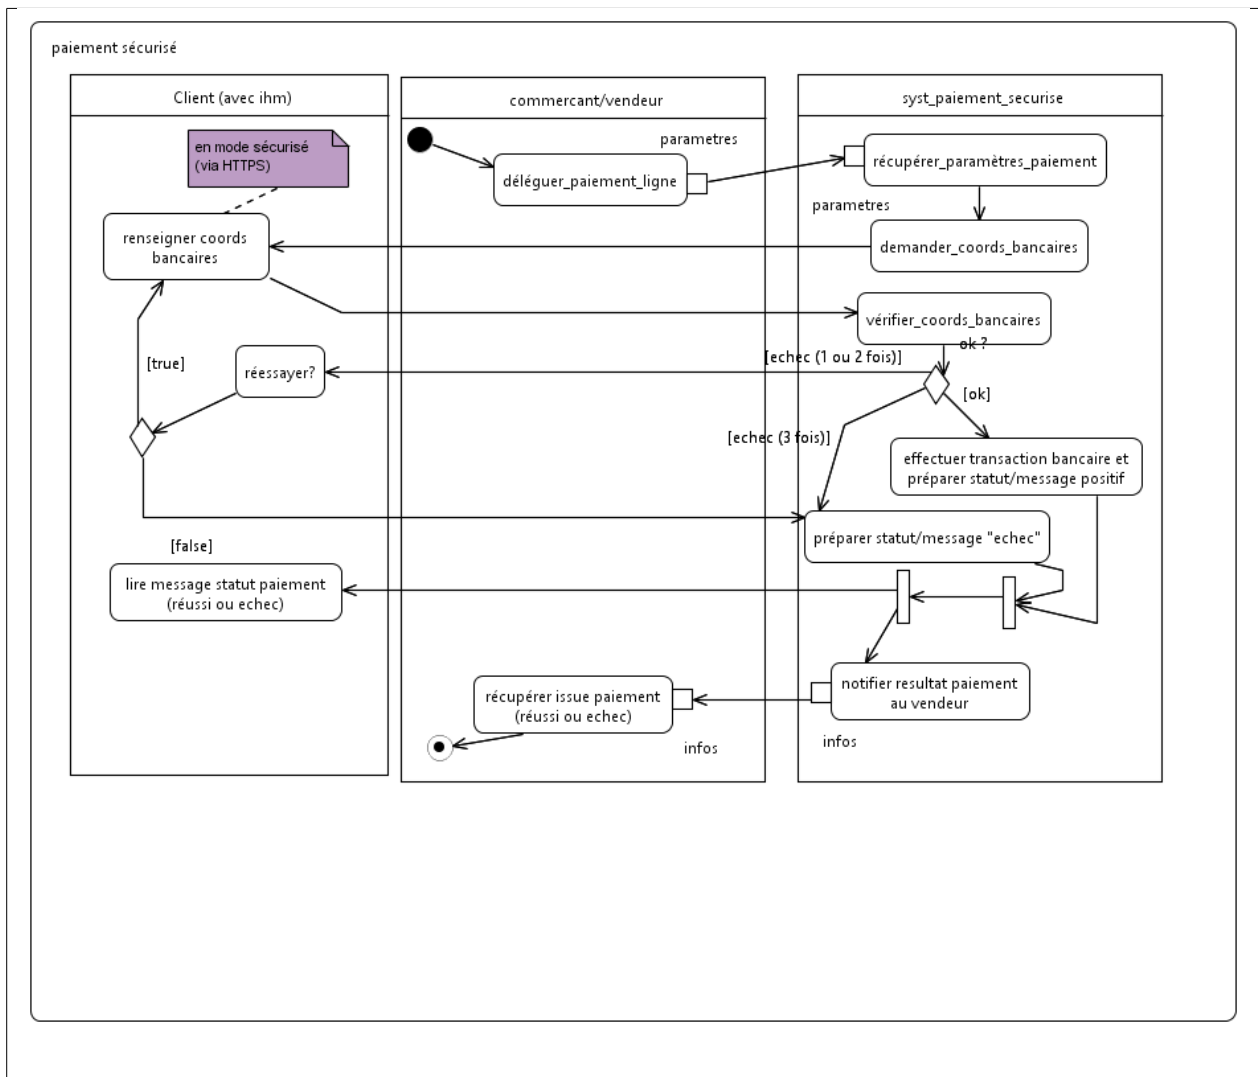 paiement sécurisé
Client (avec ihm)
commercant/vendeur
syst_paiement_securise
en mode sécurisé
(via HTTPS)
parametres
déléguer_paiement_ligne
récupérer_paramètres_paiement
parametres
renseigner coords
bancaires
demander_coords_bancaires
vérifier_coords_bancaires
ok ?
[echec (1 ou 2 fois)]
[true]
réessayer?
[ok]
[echec (3 fois)]
effectuer transaction bancaire et
préparer statut/message positif
préparer statut/message "echec"
[false]
lire message statut paiement
(réussi ou echec)
notifier resultat paiement
au vendeur
récupérer issue paiement
(réussi ou echec)
infos
infos